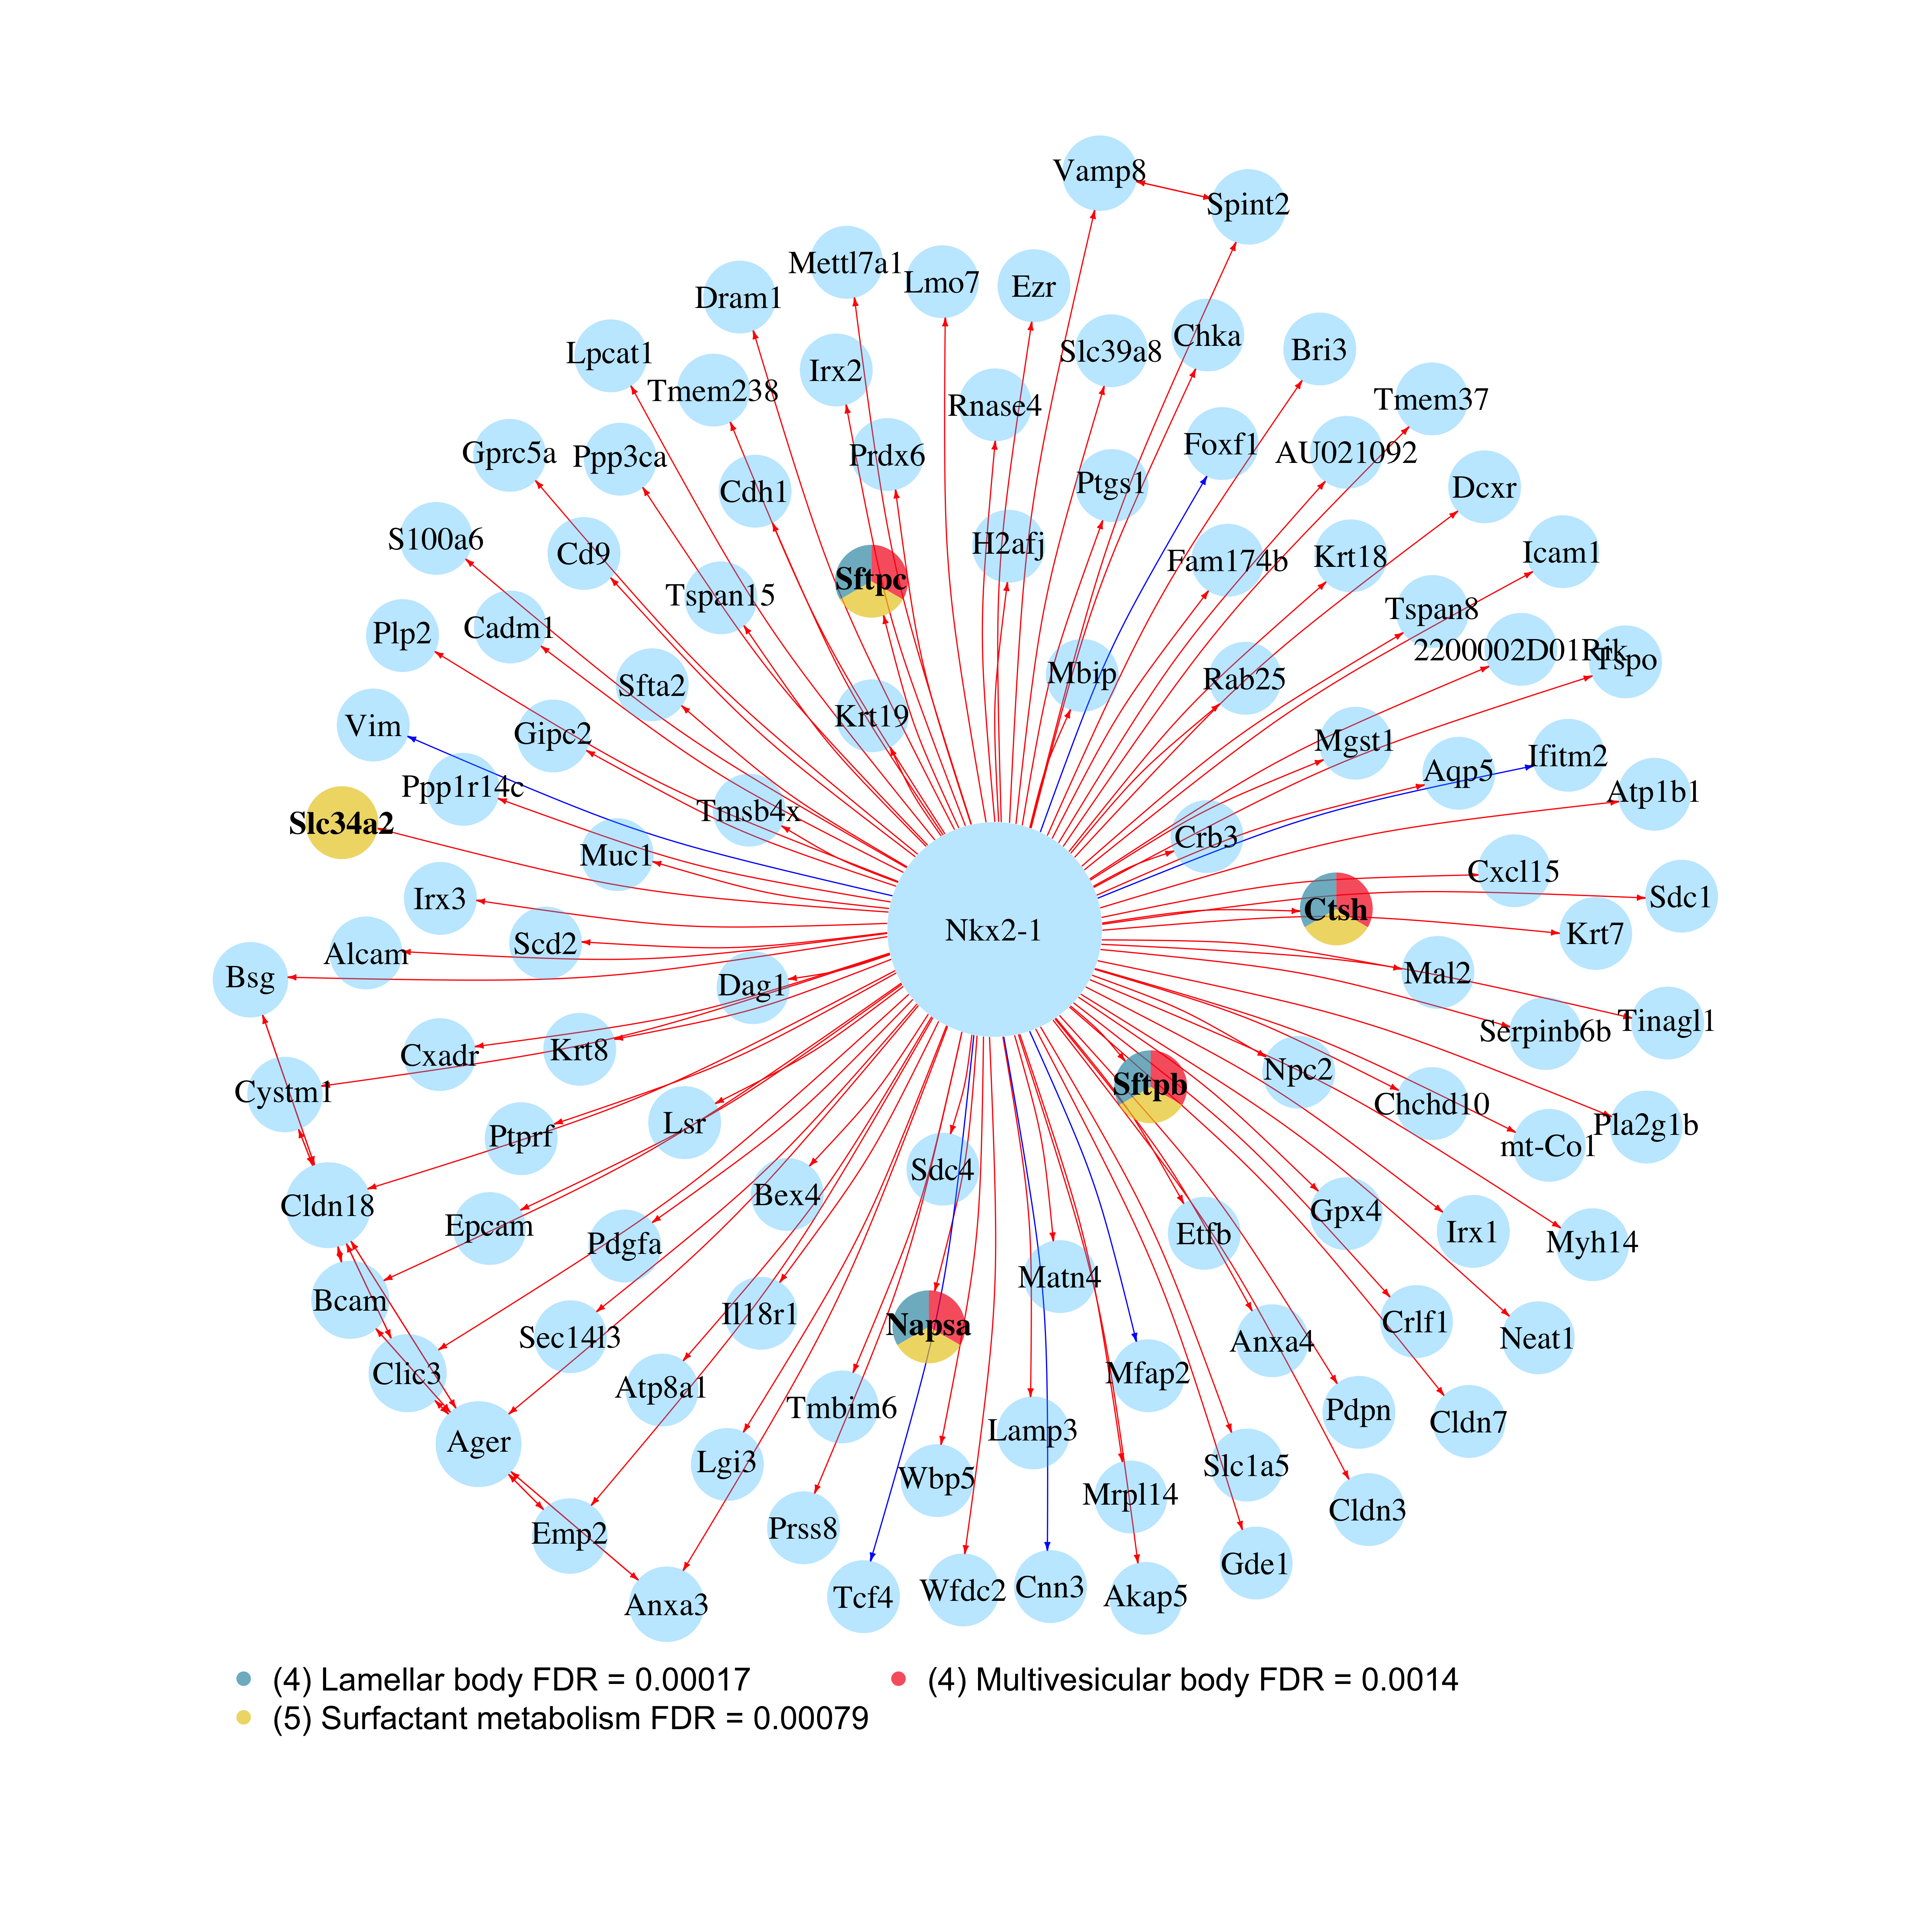 Vamp8
Spint2
Mettl7a1
Lmo7
Ezr
Dram1
Lpcat1
Irx2
Slc39a8
Chka
Bri3
Tmem238
Rnase4
Tmem37
Gprc5a
Ppp3ca
Prdx6
Foxf1
AU021092
Cdh1
Ptgs1
Dcxr
S100a6
Cd9
H2afj
Fam174b
Krt18
Icam1
Sftpc
Tspan15
Tspan8
Plp2
Cadm1
2200002D01Rik
Tspo
Sfta2
Mbip
Rab25
Vim
Gipc2
Krt19
Mgst1
Ifitm2
Ppp1r14c
Aqp5
Atp1b1
Slc34a2
Tmsb4x
Crb3
Muc1
Cxcl15
Irx3
Sdc1
Ctsh
Nkx2-1
Krt7
Alcam
Scd2
Bsg
Dag1
Mal2
Tinagl1
Serpinb6b
Cxadr
Krt8
Npc2
Cystm1
Sftpb
Chchd10
Pla2g1b
Ptprf
Lsr
mt-Co1
Cldn18
Bex4
Sdc4
Gpx4
Epcam
Etfb
Irx1
Myh14
Pdgfa
Matn4
Bcam
Il18r1
Napsa
Crlf1
Neat1
Sec14l3
Anxa4
Clic3
Mfap2
Atp8a1
Tmbim6
Pdpn
Cldn7
Ager
Lamp3
Lgi3
Wbp5
Slc1a5
Mrpl14
Cldn3
Emp2
Prss8
Gde1
Anxa3
Tcf4
Wfdc2
Cnn3
Akap5
(4) Lamellar body FDR = 0.00017
(4) Multivesicular body FDR = 0.0014
(5) Surfactant metabolism FDR = 0.00079